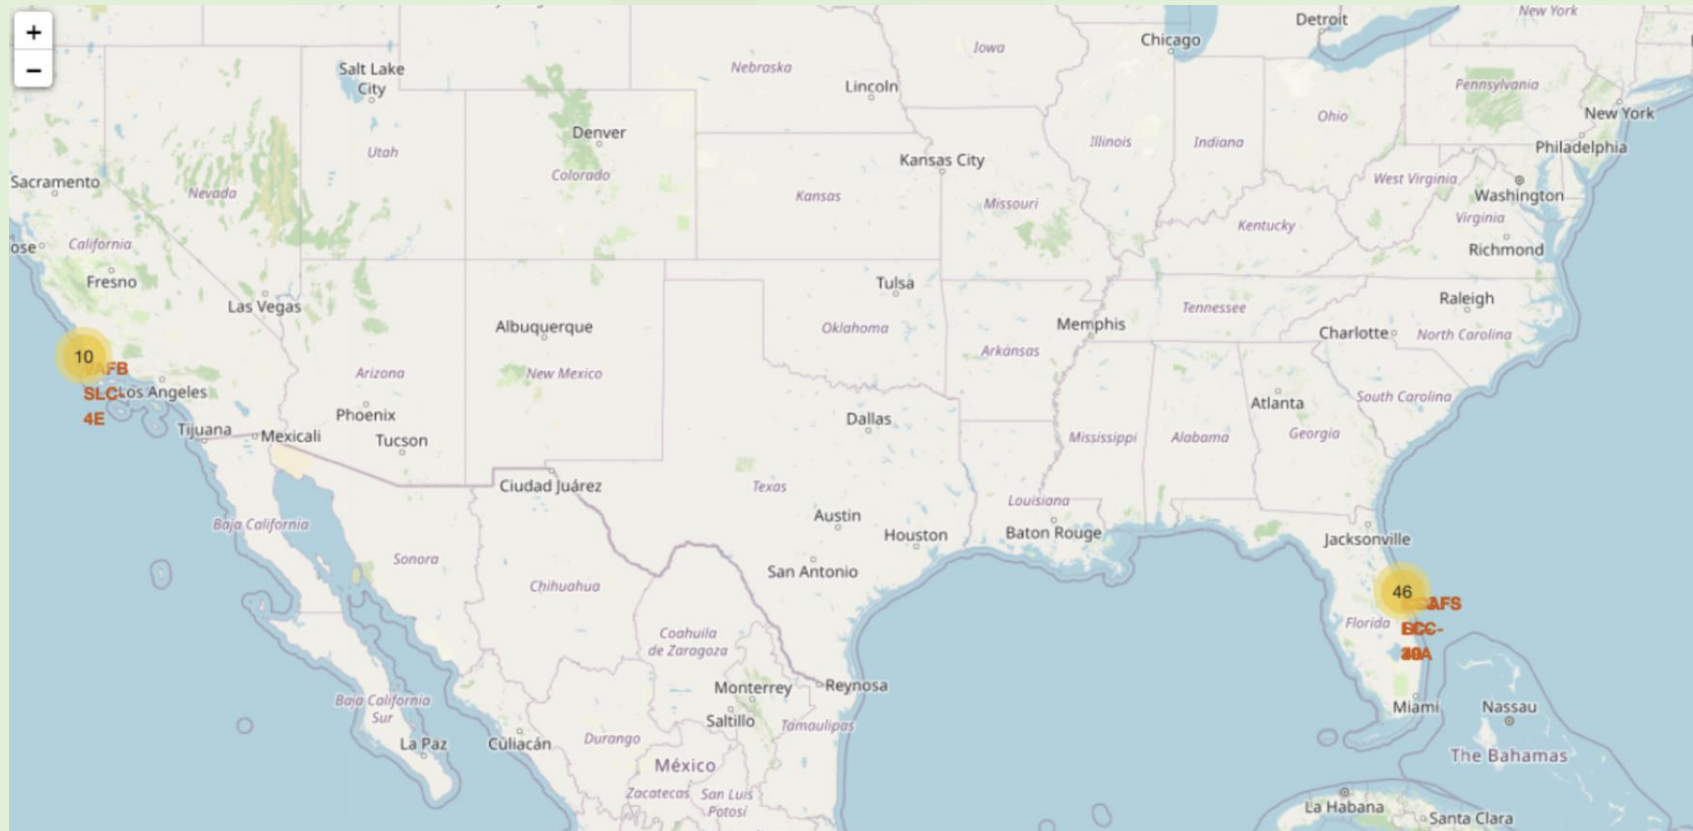 +
−
Detroit
New York
Chicago
Iowa
Salt Lake
City
Nebraska
Lincoln
Pennsylvania
New York
Ohio
Denver
Illinois
Indiana
Philadelphia
Utah
Kansas City
Colorado
Sacramento
West Virginia
Nevada
Kansas
Missouri
Washington
Virginia
Kentucky
California
ose
Richmond
Fresno
Tulsa
Las Vegas
Raleigh
Tennessee
Albuquerque
Oklahoma
Memphis
Charlotte
North Carolina
10
VAFB
Arkansas
Arizona
New Mexico
SLC-
Los Angeles
South Carolina
Atlanta
4E
Phoenix
Dallas
Tijuana
Mexicali
Tucson
Mississippi
Alabama
Georgia
Ciudad Juárez
Texas
Louisiana
Austin
Baja California
Houston
Baton Rouge
Jacksonville
Sonora
San Antonio
Chihuahua
46
Florida
Coahuila
de Zaragoza
Monterrey
Reynosa
Baja California
Sur
Miami
Nassau
Saltillo
Tamaulipas
La Paz
Culiacán
Durango
The Bahamas
México
Zacatecas
San Luis
Potosí
La Habana
Santa Clara